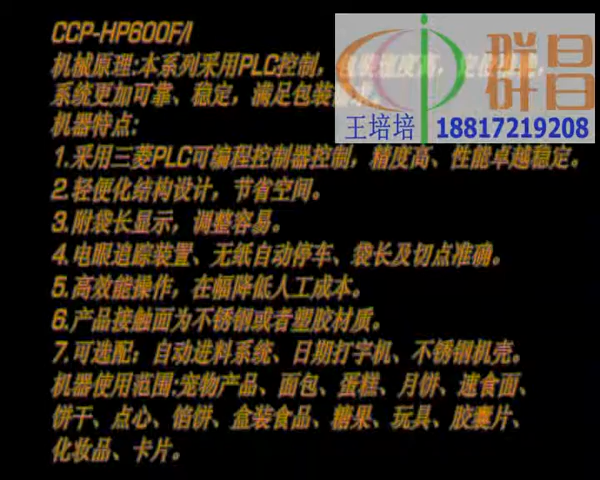 CCP-HP600F/I
机械原理:本系列采用PLC控制,
系统更加可靠、稳定，满足包装
机器特点:
1.采用三菱PLC可编程控制器控制，精度高、性能卓越稳定。
2.轻便化结构设计，节省空间。
3.附袋长显示，调整容易。
4.电眼追踪装置、无纸自动停车、袋长及切点准确。
5.高效能操作，在幅降低人工成本。
6.产品接触面为不锈钢或者塑胶材质。
7.可选配：自动进料系统、日期打字机、不锈钢机壳。
机器使用范围:宠物产品、面包、蛋糕、月饼、速食面、
饼干、点心、馅饼、盒装食品、糖果、玩具、胶囊片、
化妆品、卡片。
王培培 18817219208